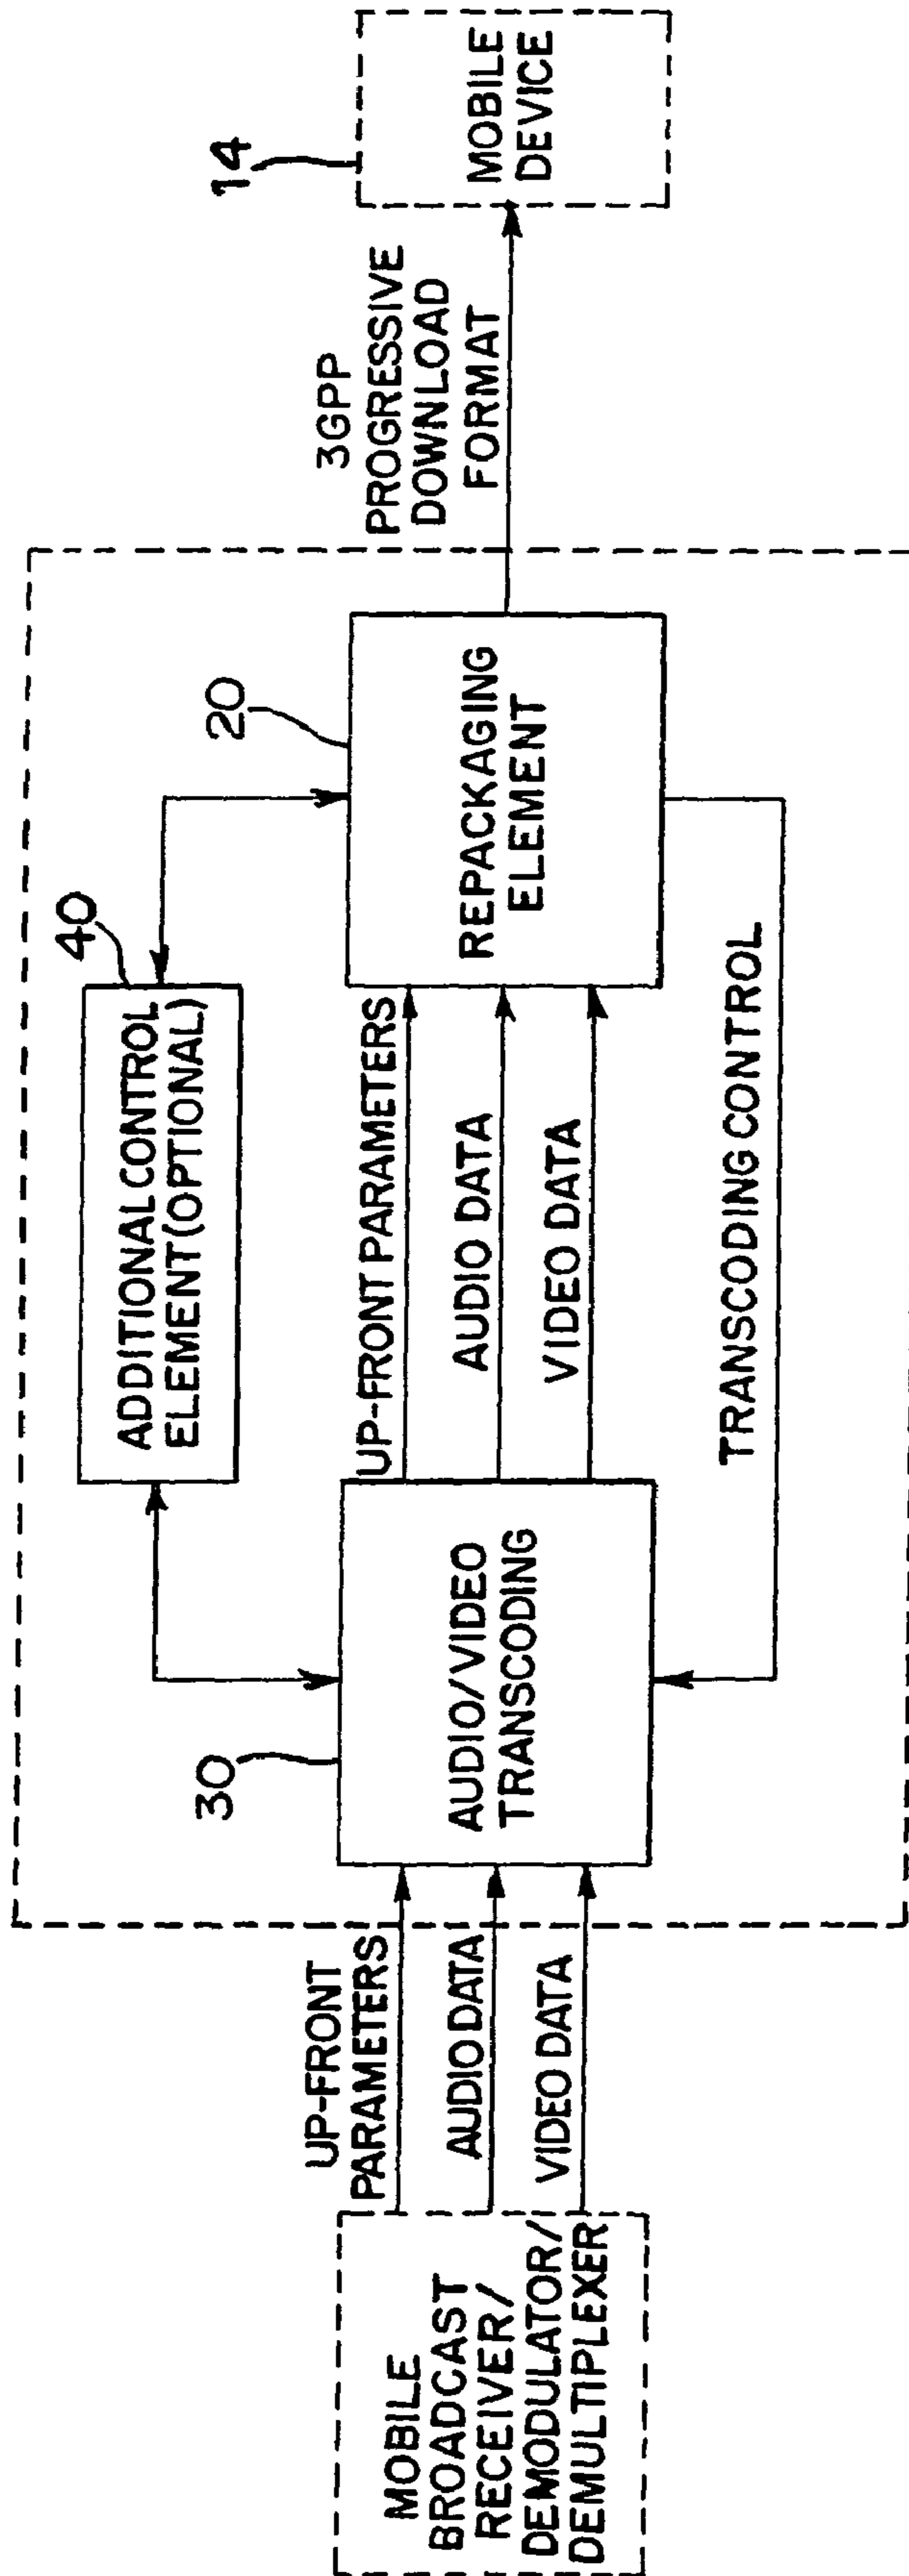 MOBILE
BROADCAST
RECEIVER/
DEMODULATOR/
DEMULTIPLEXER
UP-FRONT
PARAMETERS
AUDIO DATA
VIDEO DATA
30
AUDIO/VIDEO
TRANSCODING
40
ADDITIONAL CONTROL
ELEMENT (OPTIONAL)
UP-FRONT PARAMETERS
AUDIO DATA
VIDEO DATA
TRANSCODING CONTROL
20
REPACKAGING
ELEMENT
3GPP
PROGRESSIVE
DOWNLOAD
FORMAT
14
MOBILE
DEVICE